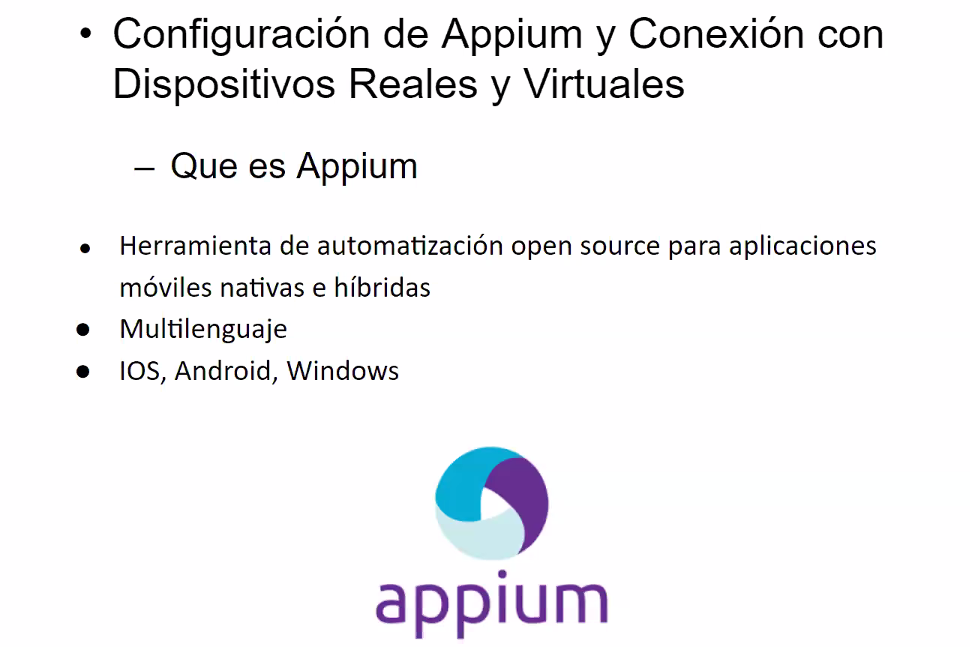 • Configuración de Appium y Conexión con
Dispositivos Reales y Virtuales
– Que es Appium
● Herramienta de automatización open source para aplicaciones
móviles nativas e híbridas
● Multilenguaje
● IOS, Android, Windows
appium